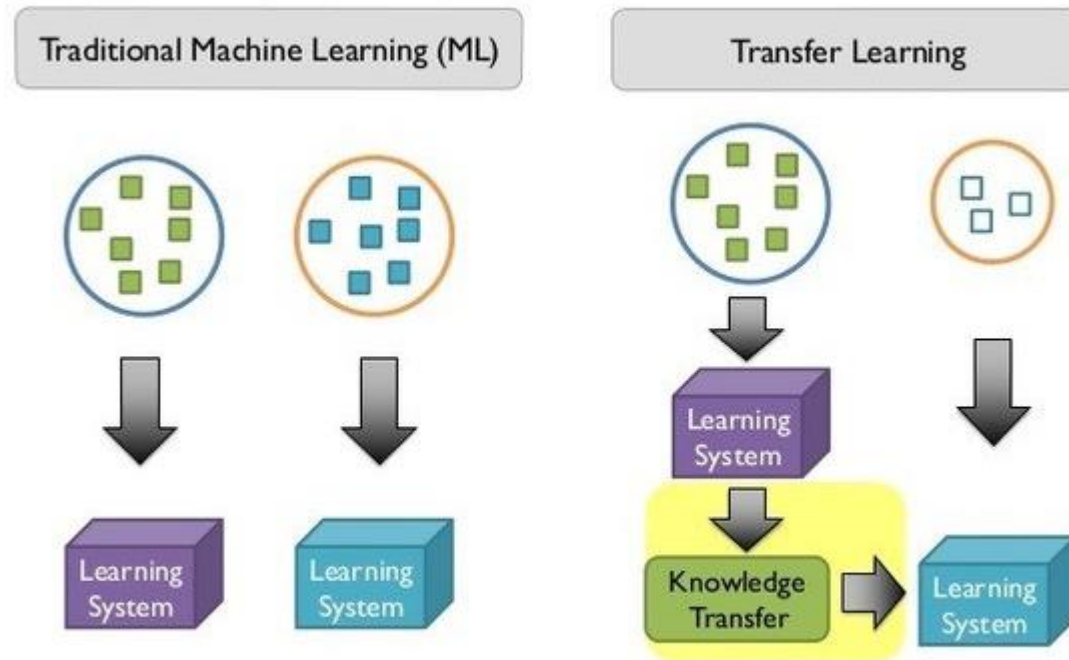 Traditional Machine Learning (ML)
Transfer Learning
Learning
System
Learning
System
Learning
System
Knowledge
Transfer
Learning
System